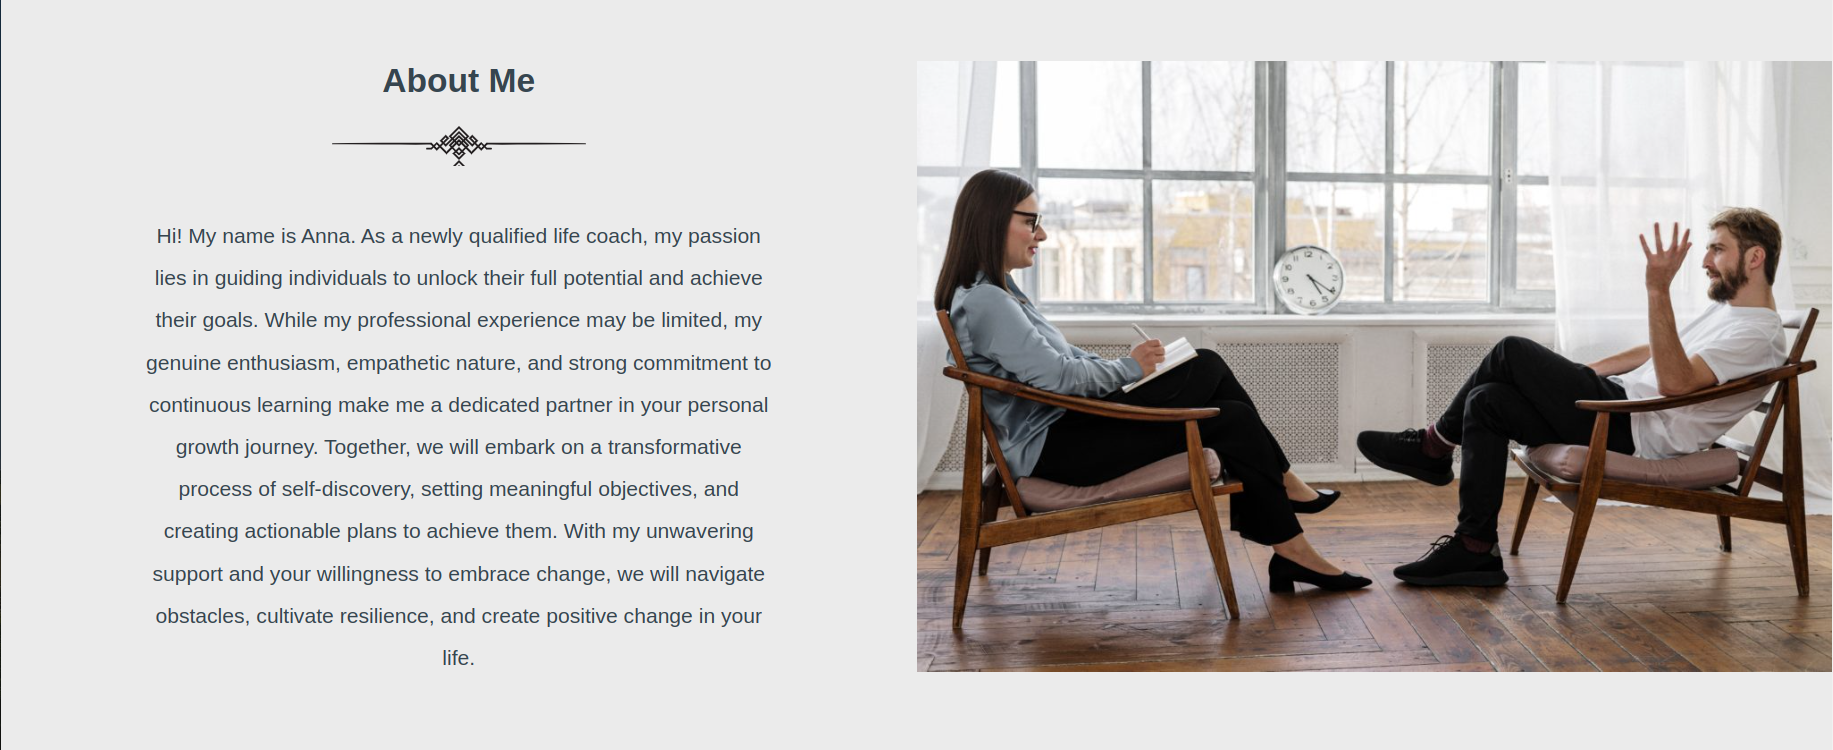 About Me
Hi! My name is Anna. As a newly qualified life coach, my passion
lies in guiding individuals to unlock their full potential and achieve
their goals. While my professional experience may be limited, my
genuine enthusiasm, empathetic nature, and strong commitment to
continuous learning make me a dedicated partner in your personal
growth journey. Together, we will embark on a transformative
process of self-discovery, setting meaningful objectives, and
creating actionable plans to achieve them. With my unwavering
support and your willingness to embrace change, we will navigate
obstacles, cultivate resilience, and create positive change in your
life.